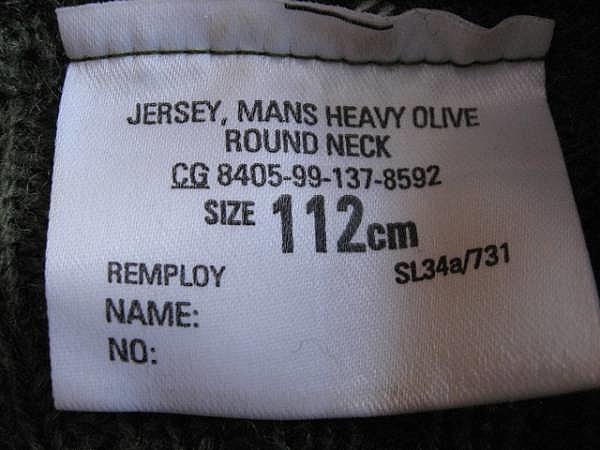 JERSEY, MANS HEAVY OLIVE
ROUND NECK
CG 8405-99-137-8592
SIZE 112cm
REMPLOY SL34a/731
NAME:
NO: